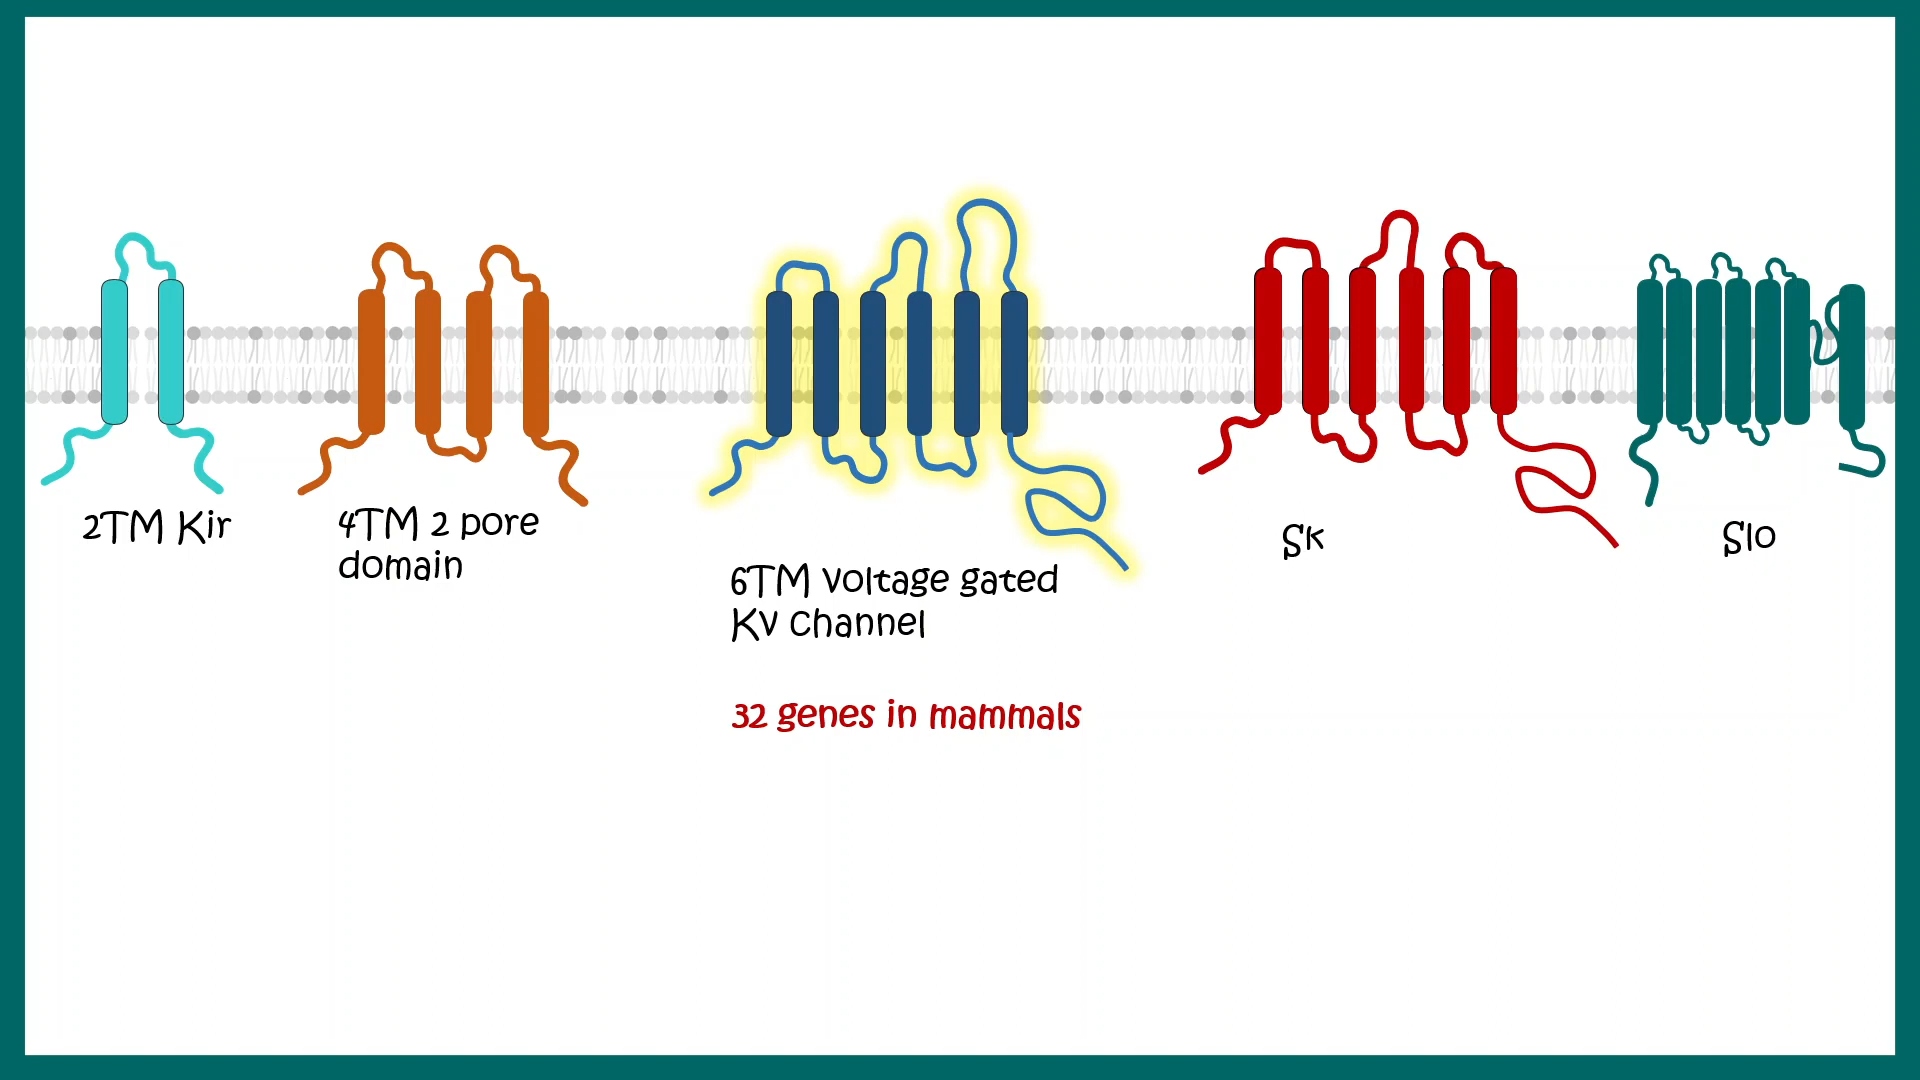 2TM Kir
4TM 2 pore
domain
6TM voltage gated
Kv channel
32 genes in mammals
Sk
Slo